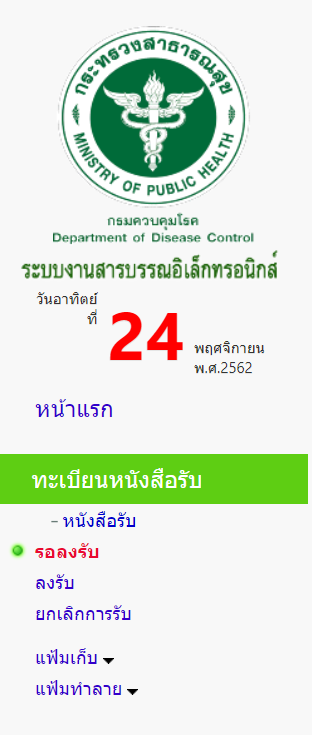 กระทรวงสาธารณสุข
MINISTRY OF PUBLIC HEALTH
กรมควบคุมโรค
Department of Disease Control
ระบบงานสารบรรณอิเล็กทรอนิกส์
วันอาทิตย์
ที่
24
พฤศจิกายน
พ.ศ.2562
หน้าแรก
ทะเบียนหนังสือรับ
- หนังสือรับ
รอลงรับ
ลงรับ
ยกเลิกการรับ
แฟ้มเก็บ
แฟ้มทำลาย